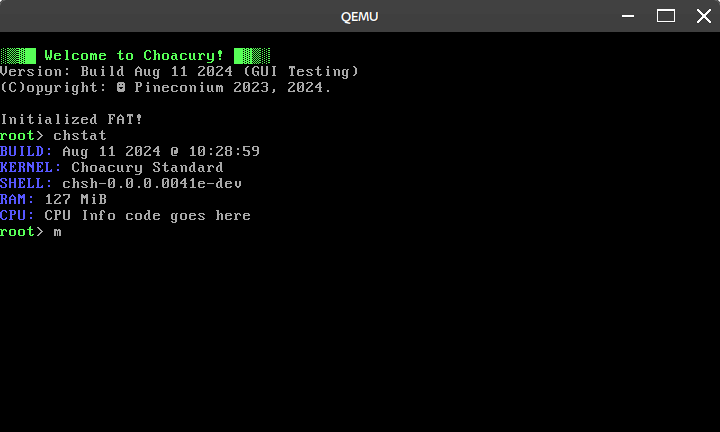 QEMU
░▒▓█ Welcome to Choacury! █▓▒░
Version: Build Aug 11 2024 (GUI Testing)
(C)opyright: ☻ Pineconium 2023, 2024.
Initialized FAT!
root> chstat
BUILD: Aug 11 2024 @ 10:28:59
KERNEL: Choacury Standard
SHELL: chsh-0.0.0.0041e-dev
RAM: 127 MiB
CPU: CPU Info code goes here
root> m